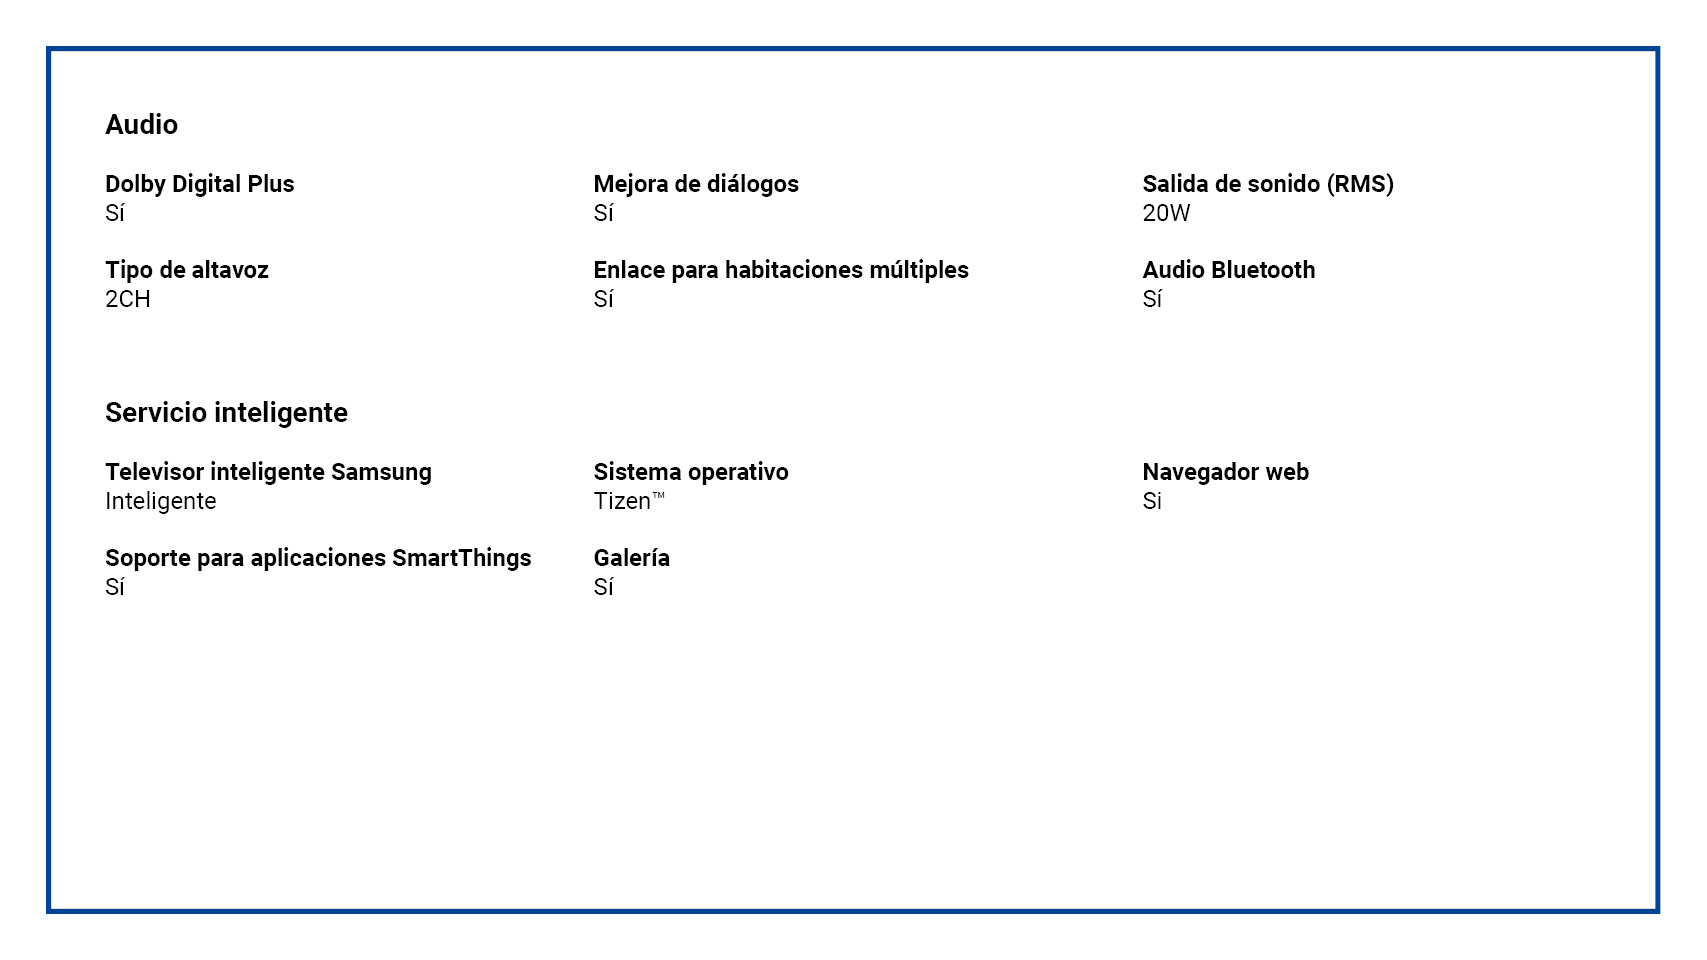 Audio
Dolby Digital Plus
Sí
Mejora de diálogos
Sí
Salida de sonido (RMS)
20W
Tipo de altavoz
2CH
Enlace para habitaciones múltiples
Sí
Audio Bluetooth
Sí
Servicio inteligente
Televisor inteligente Samsung
Inteligente
Sistema operativo
Tizen™
Navegador web
Si
Soporte para aplicaciones SmartThings
Sí
Galería
Sí